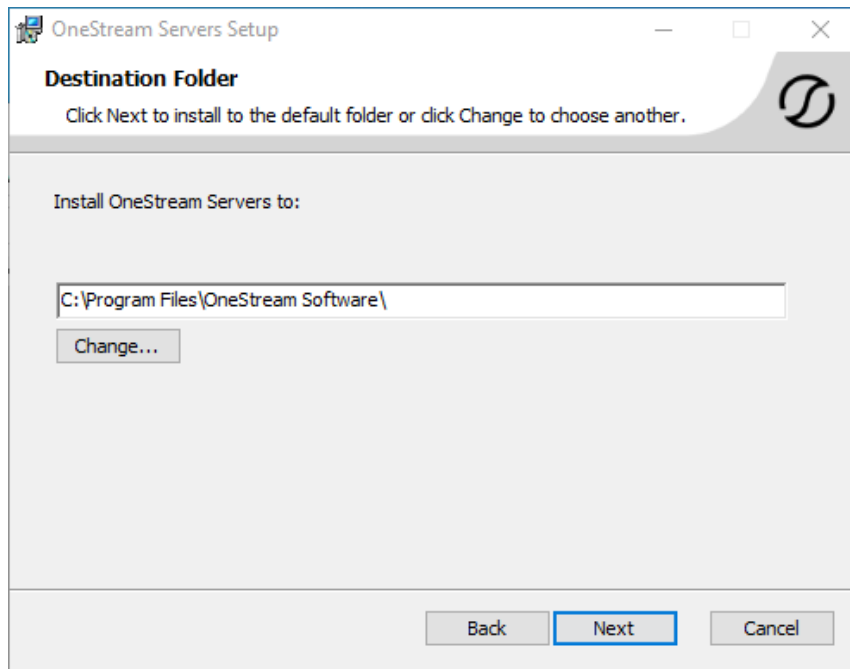 OneStream Servers Setup
Destination Folder
Click Next to install to the default folder or click Change to choose another.
Install OneStream Servers to:
C:\Program Files\OneStream Software\
Change...
Back Next Cancel